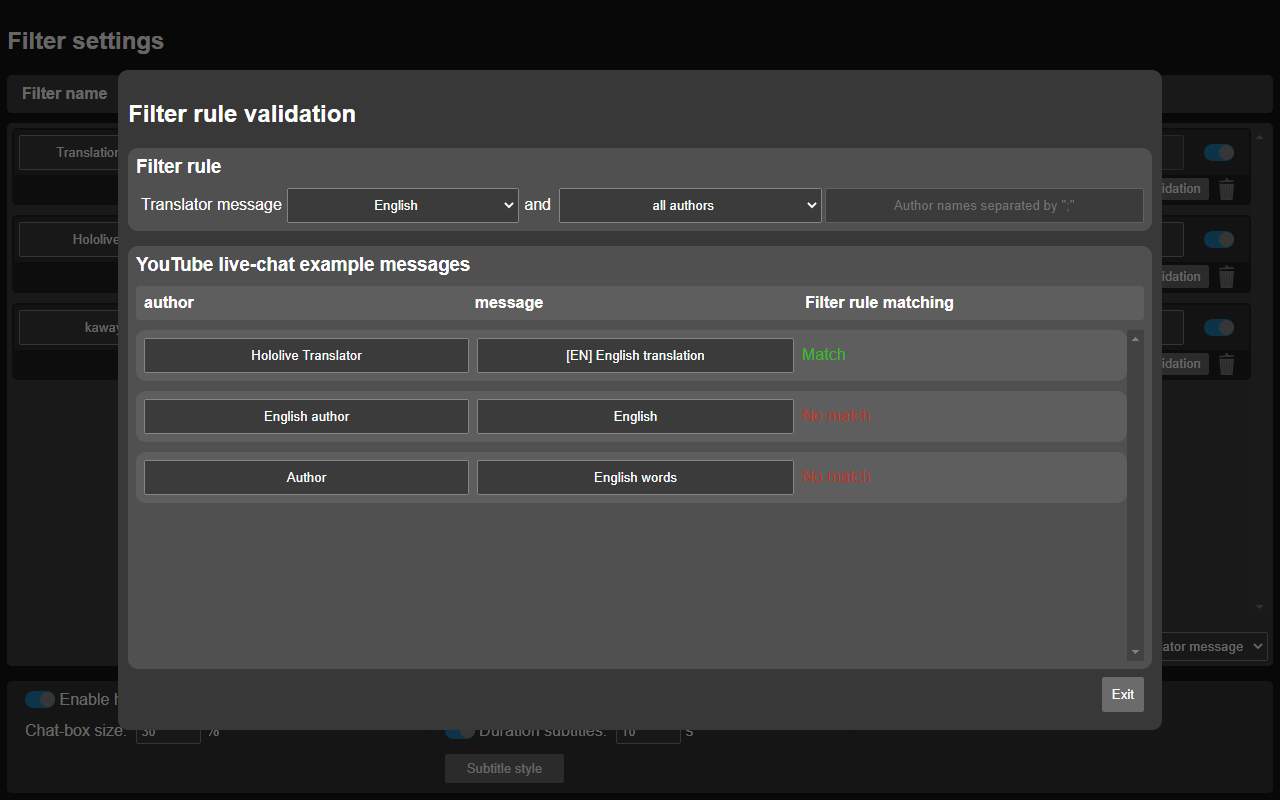 Filter settings
Filter name
Filter rule validation
Filter rule
Translator message English and all authors Author names separated by ";"
YouTube live-chat example messages
author message Filter rule matching
Hololive Translator [EN] English translation Match
English author English No match
Author English words No match
Exit
Translation
Hololive
kaway
idation
idation
idation
ator message
Enable h
Chat-box size: 30 %
Duration subtitles: 10 s
Subtitle style